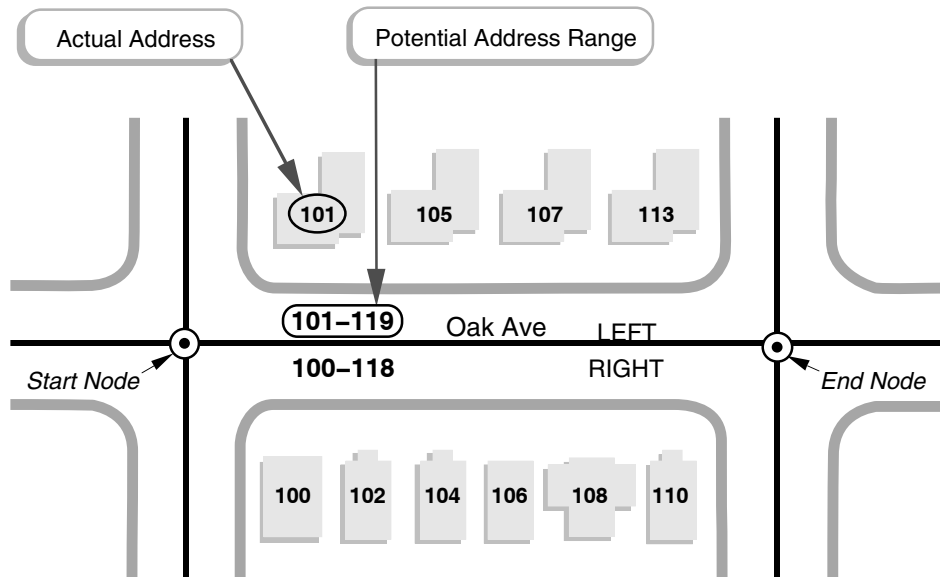 Actual Address
Potential Address Range
101
105
107
113
101–119
Oak Ave
LEFT
Start Node
100–118
RIGHT
End Node
100
102
104
106
108
110